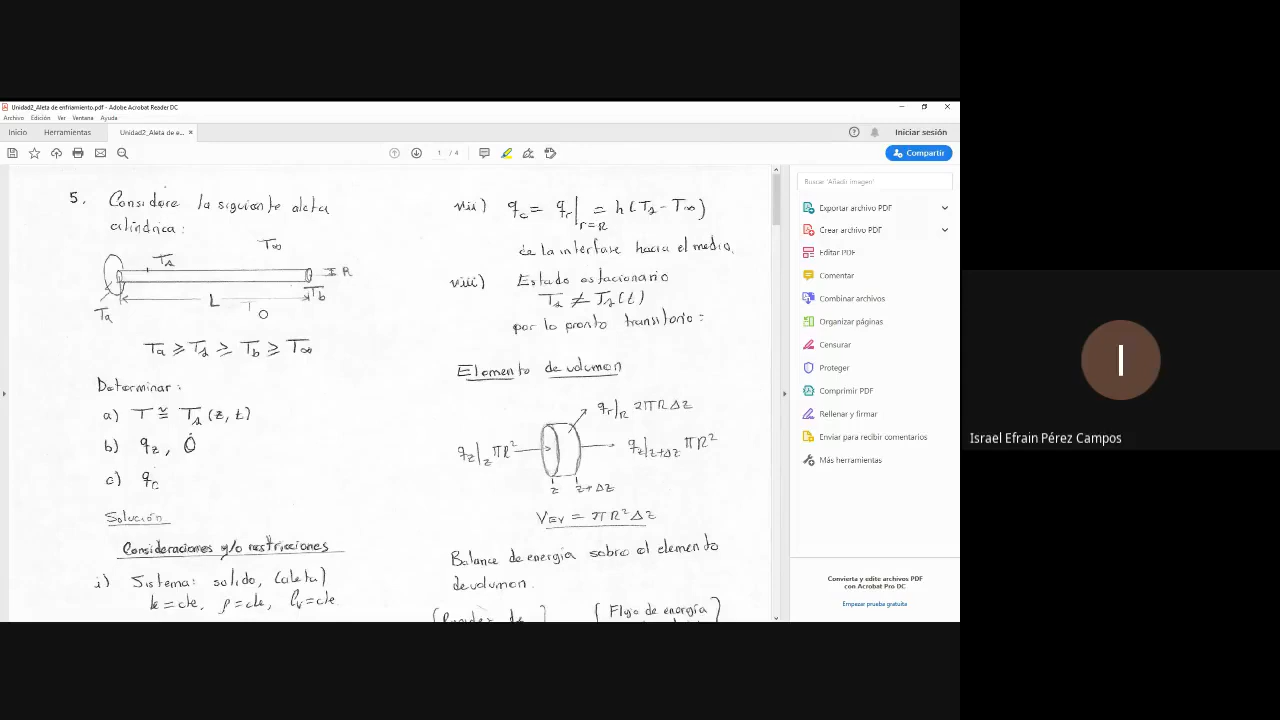 Unidad2_Aleta de enfriamiento.pdf - Adobe Acrobat Reader DC
Archivo Edición Ver Ventana Ayuda
Inicio Herramientas Unidad2_Aleta de e... × Iniciar sesión
1 / 4 Compartir
5. Considere la siguiente aleta
cilíndrica:
T∞
Ts
R
Ta
L
Tb
T
O
Ta ⩾ Ts ⩾ Tb ⩾ T∞
Determinar:
a) T ≅ Ts(z, t)
b) qz, Q̇
c) qc
Solución
Consideraciones y/o restricciones
i) Sistema: solido, (aleta)
k = cte, ρ = cte, Cv = cte.
vii) qc = qr|r=R = h(Ts - T∞)
de la interfase hacia el medio.
viii) Estado estacionario
Ts ≠ Ts(t)
por lo pronto transitorio:
Elemento de volumen
qr|R 2πRΔz
qz|z πR²
qz|z+Δz πR²
z z+Δz
VEV = πR²Δz
Balance de energía sobre el elemento
de volumen.
Flujo de energía
Buscar 'Añadir imagen'
Exportar archivo PDF
Crear archivo PDF
Editar PDF
Comentar
Combinar archivos
Organizar páginas
Censurar
Proteger
Comprimir PDF
Rellenar y firmar
Enviar para revisar comentarios
Más herramientas
Convierta y edite archivos PDF
con Acrobat Pro DC
Empezar prueba gratuita
I
Israel Efrain Pérez Campos